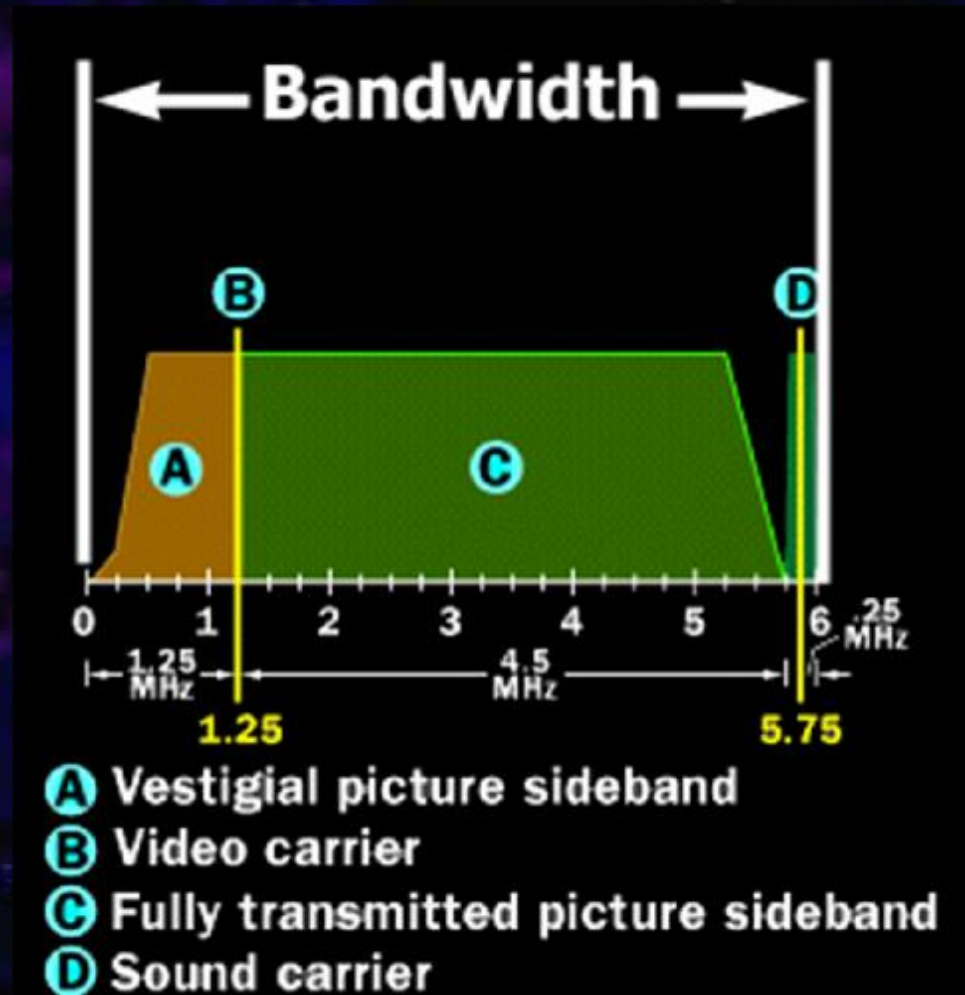 Bandwidth
B
D
A
C
0 1 2 3 4 5 6
.25 MHz
1.25 MHz
4.5 MHz
1.25
5.75
A Vestigial picture sideband
B Video carrier
C Fully transmitted picture sideband
D Sound carrier